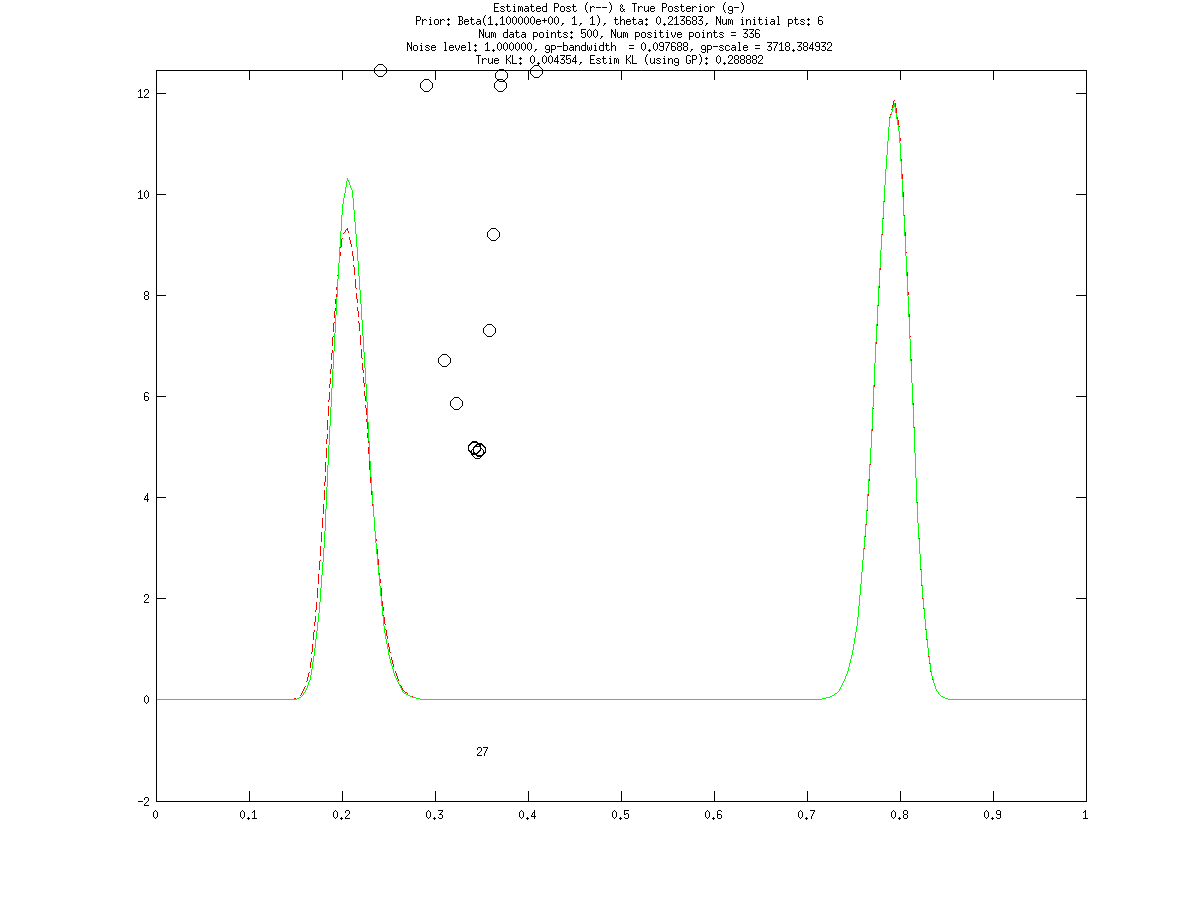 Estimated Post (r--) & True Posterior (g-)
Prior: Beta(1.100000e+00, 1, 1), theta: 0.213683, Num initial pts: 6
Num data points: 500, Num positive points = 336
Noise level: 1.000000, gp-bandwidth  = 0.097688, gp-scale = 3718.384932
True KL: 0.004354, Estim KL (using GP): 0.288882
12
10
8
6
4
2
0
27
-2
0 0.1 0.2 0.3 0.4 0.5 0.6 0.7 0.8 0.9 1